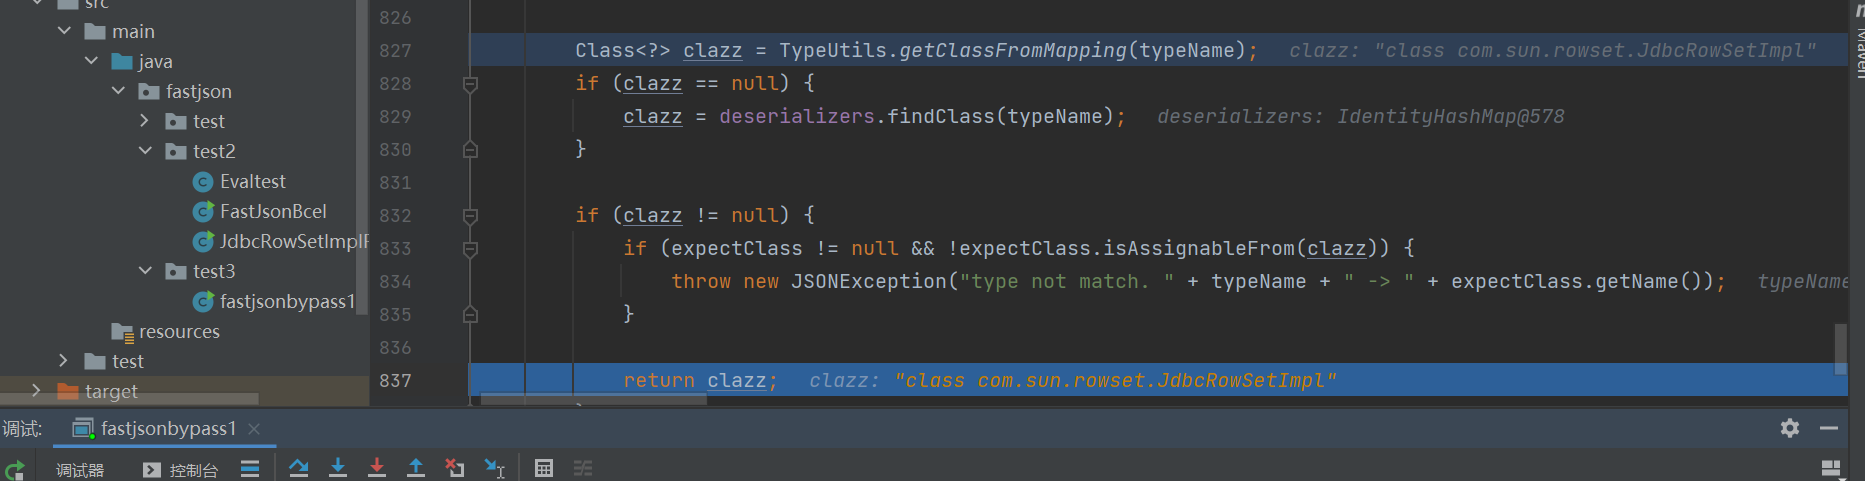 src
main
java
fastjson
test
test2
Evaltest
FastJsonBcel
JdbcRowSetImplF
test3
fastjsonbypass1
resources
test
target
826
827 Class<?> clazz = TypeUtils.getClassFromMapping(typeName); clazz: "class com.sun.rowset.JdbcRowSetImpl"
828 if (clazz == null) {
829 clazz = deserializers.findClass(typeName); deserializers: IdentityHashMap@578
830 }
831
832 if (clazz != null) {
833 if (expectClass != null && !expectClass.isAssignableFrom(clazz)) {
834 throw new JSONException("type not match. " + typeName + " -> " + expectClass.getName()); typeName
835 }
836
837 return clazz; clazz: "class com.sun.rowset.JdbcRowSetImpl"
Maven
调试: fastjsonbypass1
调试器 控制台